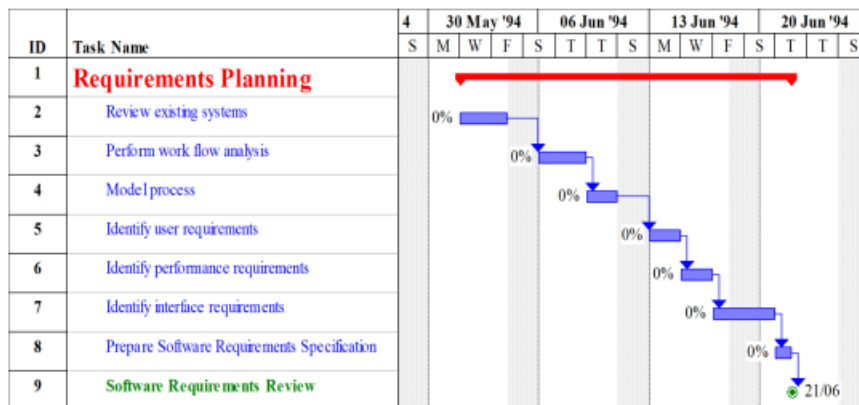 4 30 May '94 06 Jun '94 13 Jun '94 20 Jun '94
ID Task Name S M W F S T T S M W F S T T S
1 Requirements Planning
2 Review existing systems 0%
3 Perform work flow analysis 0%
4 Model process 0%
5 Identify user requirements 0%
6 Identify performance requirements 0%
7 Identify interface requirements 0%
8 Prepare Software Requirements Specification 0%
9 Software Requirements Review 21/06